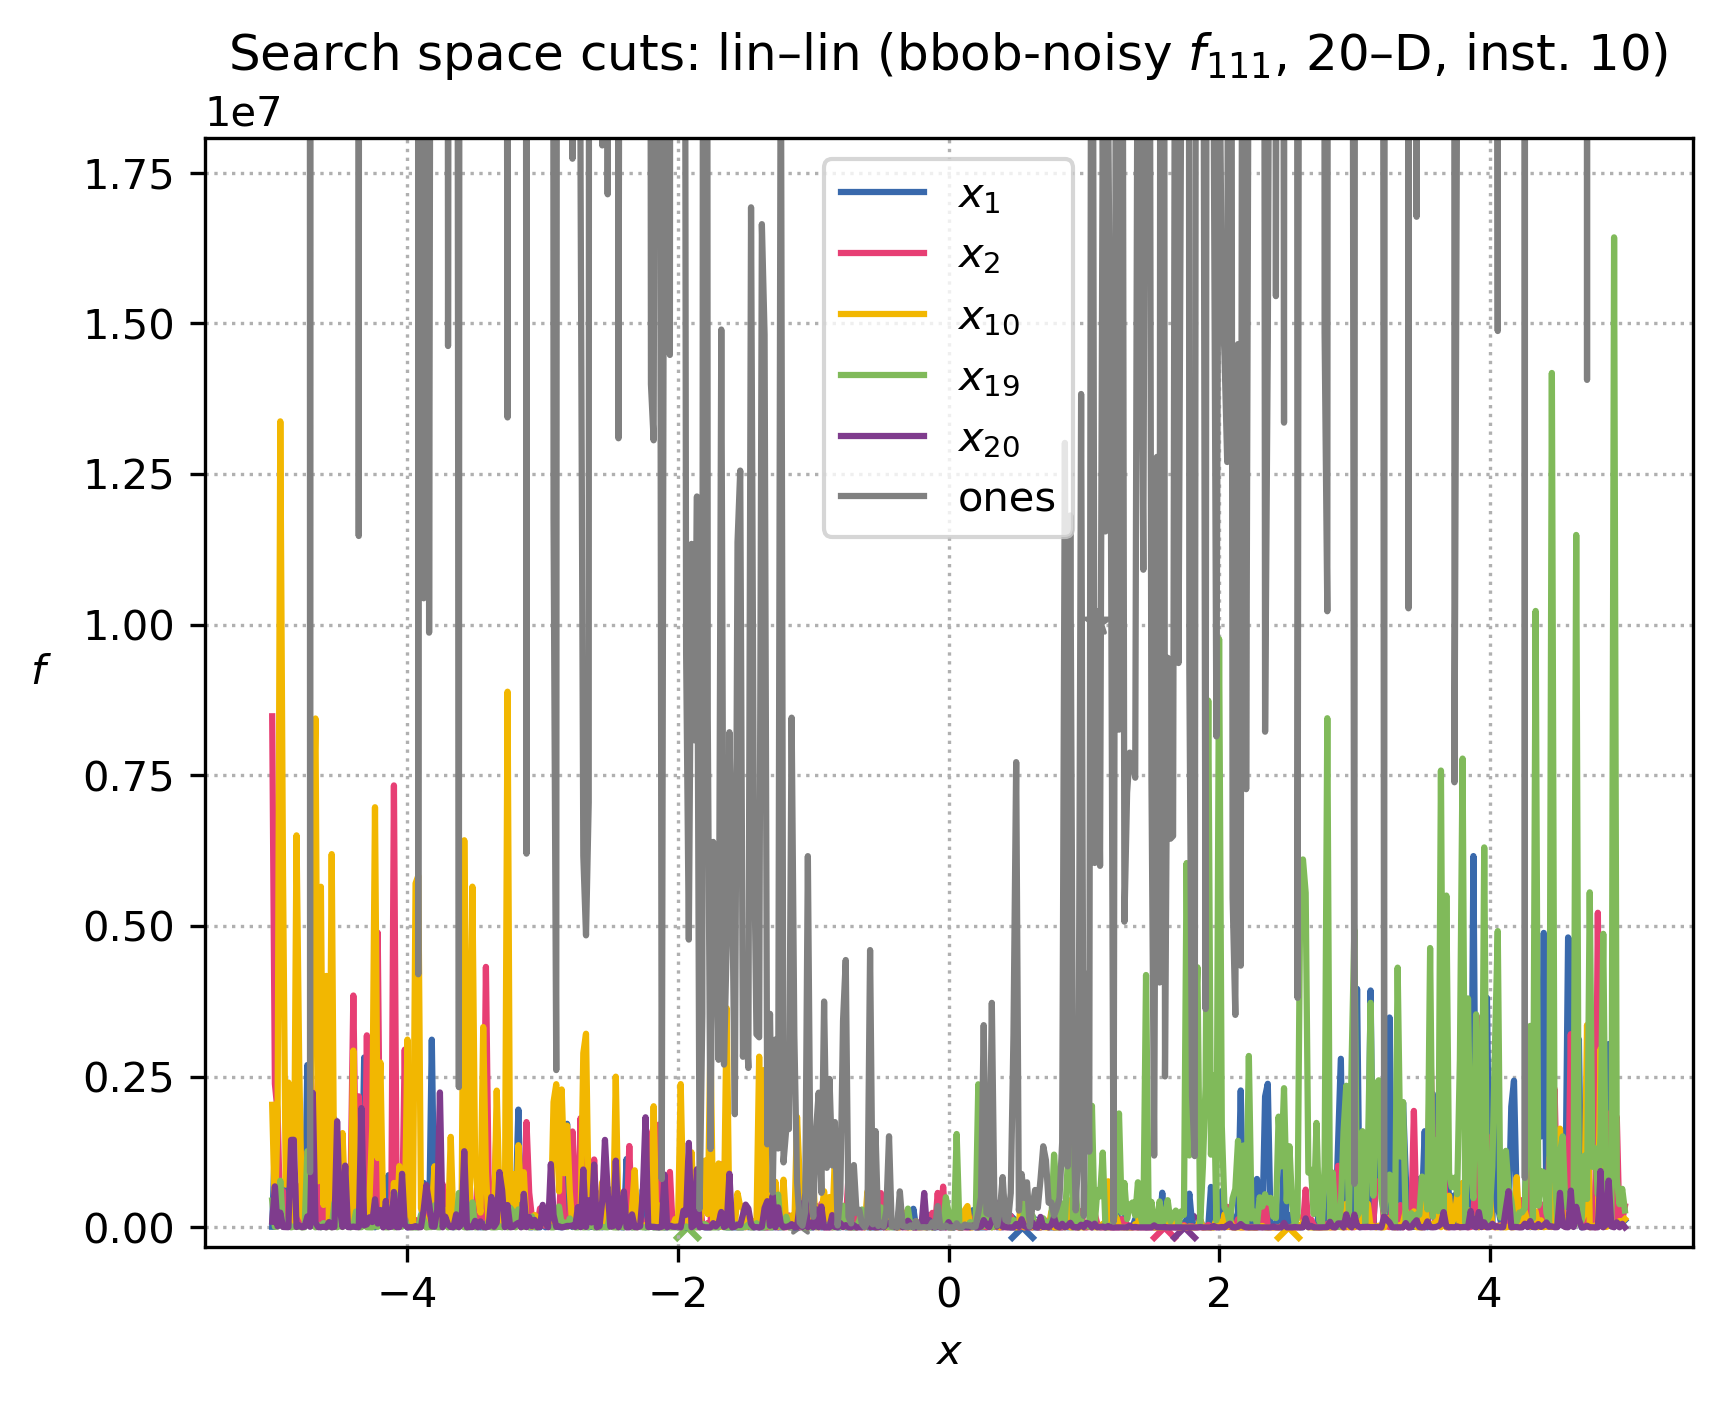 Search space cuts: lin–lin (bbob-noisy f₁₁₁, 20–D, inst. 10)
1e7
1.75
1.50
1.25
1.00
0.75
0.50
0.25
0.00
f
x₁
x₂
x₁₀
x₁₉
x₂₀
ones
−4
−2
0
2
4
x